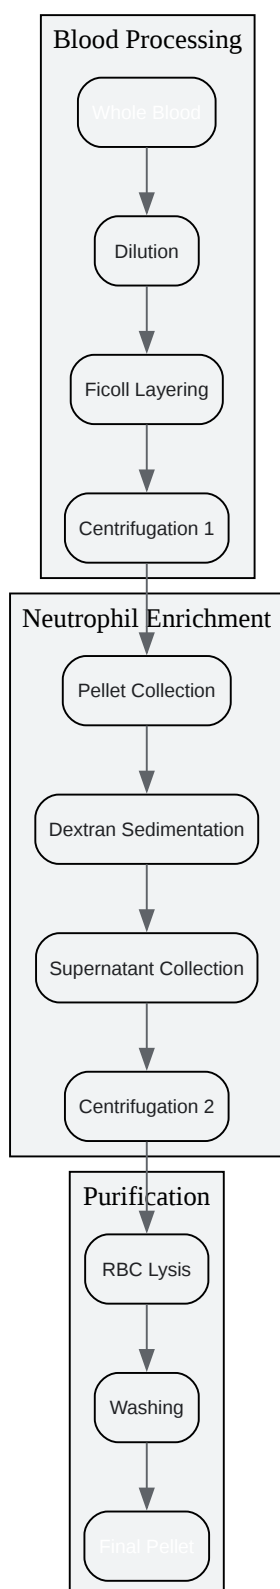 Blood Processing
Whole Blood
Dilution
Ficoll Layering
Centrifugation 1
Neutrophil Enrichment
Pellet Collection
Dextran Sedimentation
Supernatant Collection
Centrifugation 2
Purification
RBC Lysis
Washing
Final Pellet